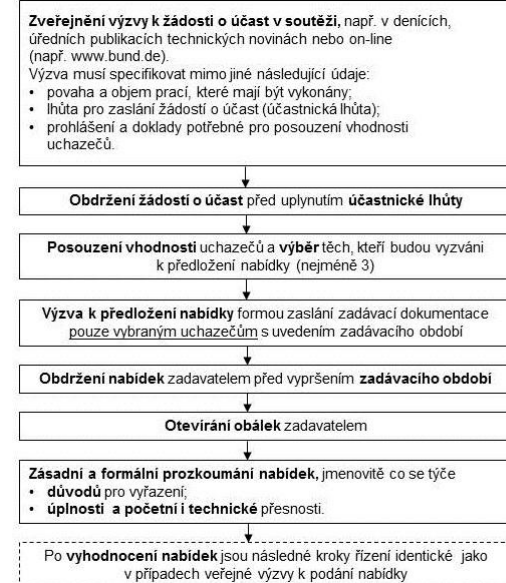 Zveřejnění výzvy k žádosti o účast v soutěži, např. v denících,
úředních publikacích technických novinách nebo on-line
(např. www.bund.de).
Výzva musí specifikovat mimo jiné následující údaje:
• povaha a objem prací, které mají být vykonány;
• lhůta pro zaslání žádostí o účast (účastnická lhůta);
• prohlášení a doklady potřebné pro posouzení vhodnosti
uchazečů.
Obdržení žádostí o účast před uplynutím účastnické lhůty
Posouzení vhodnosti uchazečů a výběr těch, kteří budou vyzváni
k předložení nabídky (nejméně 3)
Výzva k předložení nabídky formou zaslání zadávací dokumentace
pouze vybraným uchazečům s uvedením zadávacího období
Obdržení nabídek zadavatelem před vypršením zadávacího období
Otevírání obálek zadavatelem
Zásadní a formální prozkoumání nabídek, jmenovitě co se týče
• důvodů pro vyřazení;
• úplnosti a početní i technické přesnosti.
Po vyhodnocení nabídek jsou následné kroky řízení identické jako
v případech veřejné výzvy k podání nabídky